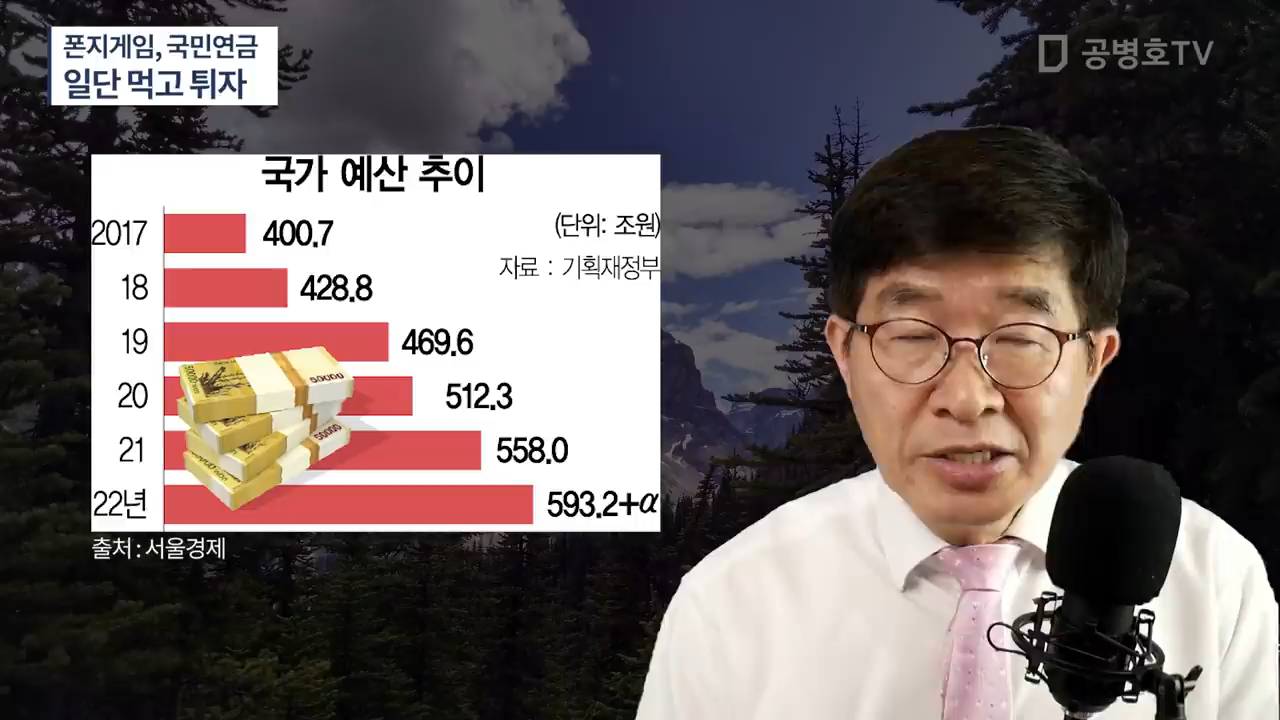 폰지게임, 국민연금
일단 먹고 튀자
공병호TV
국가 예산 추이
(단위: 조원)
자료 : 기획재정부
2017 400.7
18 428.8
19 469.6
20 512.3
21 558.0
22년 593.2+α
50000
50000
출처 : 서울경제